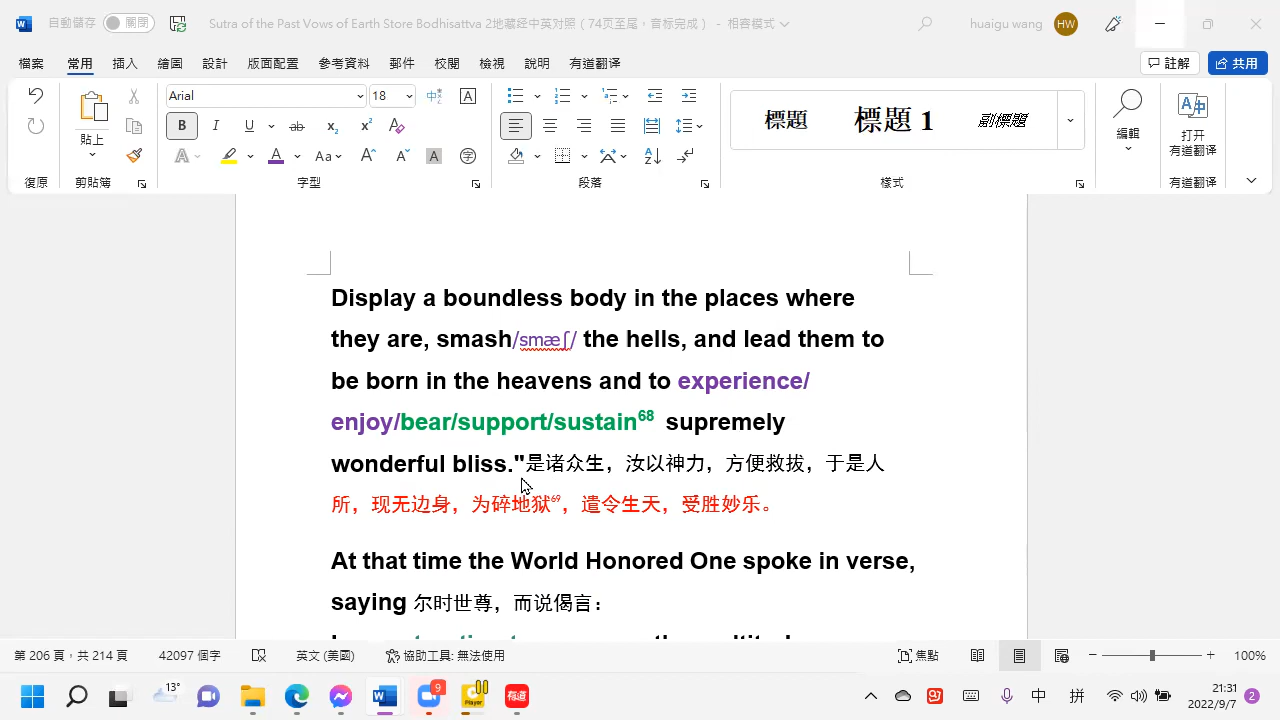 自動儲存 關閉 Sutra of the Past Vows of Earth Store Bodhisattva 2地藏經中英対照（74页至尾，音标完成） - 相容模式 huaigu wang HW
檔案 常用 插入 繪圖 設計 版面配置 參考資料 郵件 校閱 檢視 說明 有道翻译 註解 共用
Arial 18
標題 標題 1 副標題
貼上 編輯 打开有道翻译
復原 剪貼簿 字型 段落 樣式 有道翻译
Display a boundless body in the places where
they are, smash/smæʃ/ the hells, and lead them to
be born in the heavens and to experience/
enjoy/bear/support/sustain68 supremely
wonderful bliss."是诸众生，汝以神力，方便救拔，于是人
所，现无边身，为碎地狱69，遣令生天，受胜妙乐。
At that time the World Honored One spoke in verse,
saying 尔时世尊，而说偈言：
第 206 頁，共 214 頁 42097 個字 英文 (美國) 協助工具: 無法使用 焦點 100%
13° 9 Player 有道 中 拼 21:31
2022/9/7 2